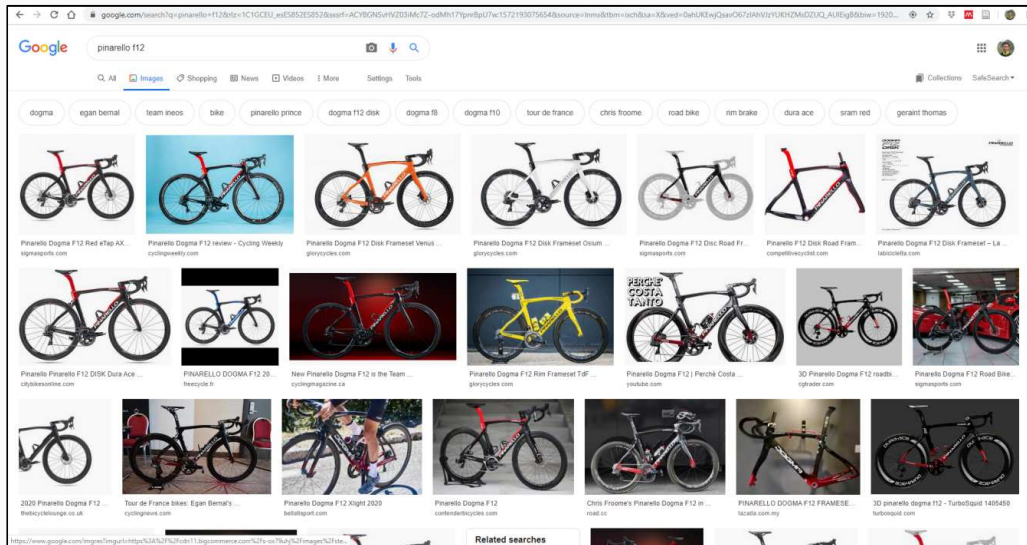 Google
pinarello f12
All Images Shopping News Videos More Settings Tools
Collections SafeSearch
dogma egan bernal team ineos bike pinarello prince dogma f12 disk dogma f8 dogma f10 tour de france chris froome road bike rim brake dura ace sram red geraint thomas
Pinarello Dogma F12 Red eTap AX...
sigmasports.com
Pinarello Dogma F12 review - Cycling Weekly
cyclingweekly.com
Pinarello Dogma F12 Disk Frameset Venus ...
glorycycles.com
Pinarello Dogma F12 Disk Frameset Osium ...
glorycycles.com
Pinarello Dogma F12 Disc Road Fr...
sigmasports.com
Pinarello F12 Disk Road Fram...
competitivecyclist.com
Pinarello Dogma F12 Disk Frameset – La ...
labicicletta.com
PERCHÈ
COSTA
TANTO
Pinarello Pinarello F12 DISK Dura Ace ...
citybikesonline.com
PINARELLO DOGMA F12 20...
freecycle.fr
New Pinarello Dogma F12 is the Team ...
cyclingmagazine.ca
Pinarello Dogma F12 Rim Frameset TdF ...
glorycycles.com
Pinarello Dogma F12 | Perchè Costa ...
youtube.com
3D Pinarello Dogma F12 roadbi...
cgtrader.com
Pinarello Dogma F12 Road Bike...
sigmasports.com
2020 Pinarello Dogma F12 ...
thebicyclelounge.co.uk
Tour de France bikes: Egan Bernal's ...
cyclingnews.com
Pinarello Dogma F12 Xlight 2020
bellatisport.com
Pinarello Dogma F12
contenderbicycles.com
Chris Froome's Pinarello Dogma F12 in ...
road.cc
PINARELLO DOGMA F12 FRAMESE...
lazada.com.my
3D pinarello dogma f12 - TurboSquid 1405450
turbosquid.com
Related searches